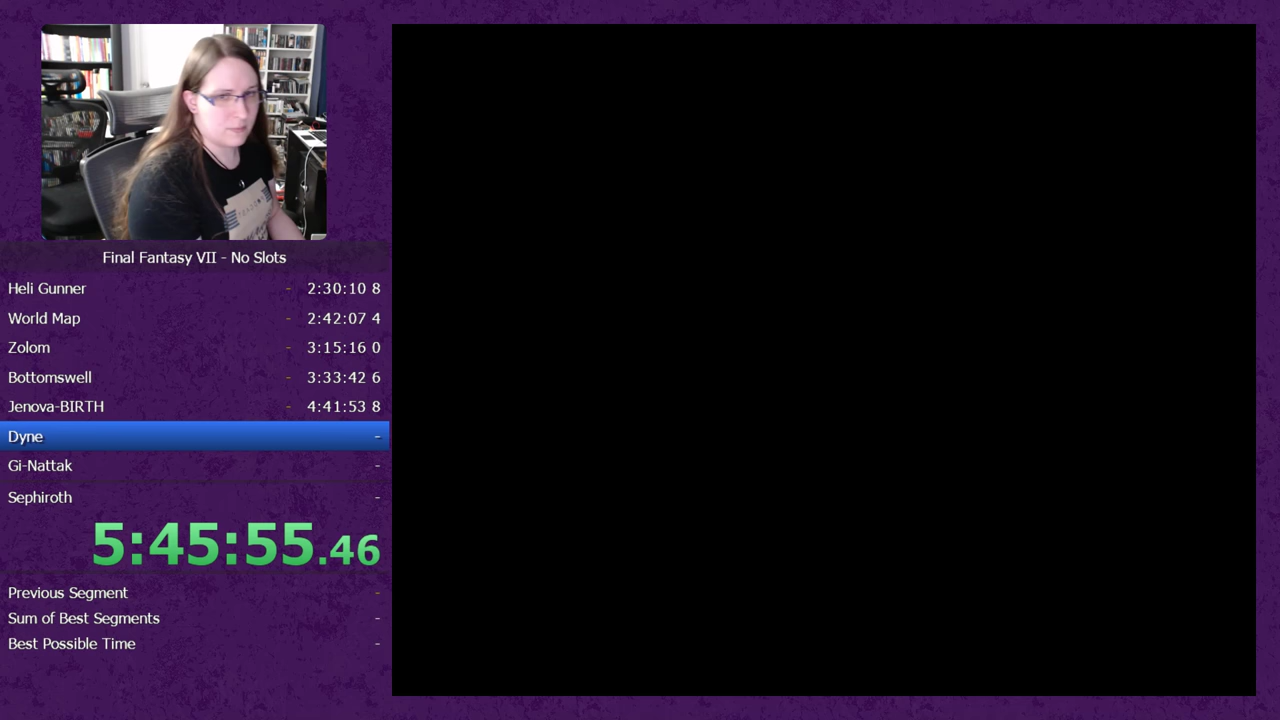 Final Fantasy VII - No Slots
Heli Gunner - 2:30:10 8
World Map - 2:42:07 4
Zolom - 3:15:16 0
Bottomswell - 3:33:42 6
Jenova-BIRTH - 4:41:53 8
Dyne -
Gi-Nattak -
Sephiroth -
5:45:55.46
Previous Segment -
Sum of Best Segments -
Best Possible Time -